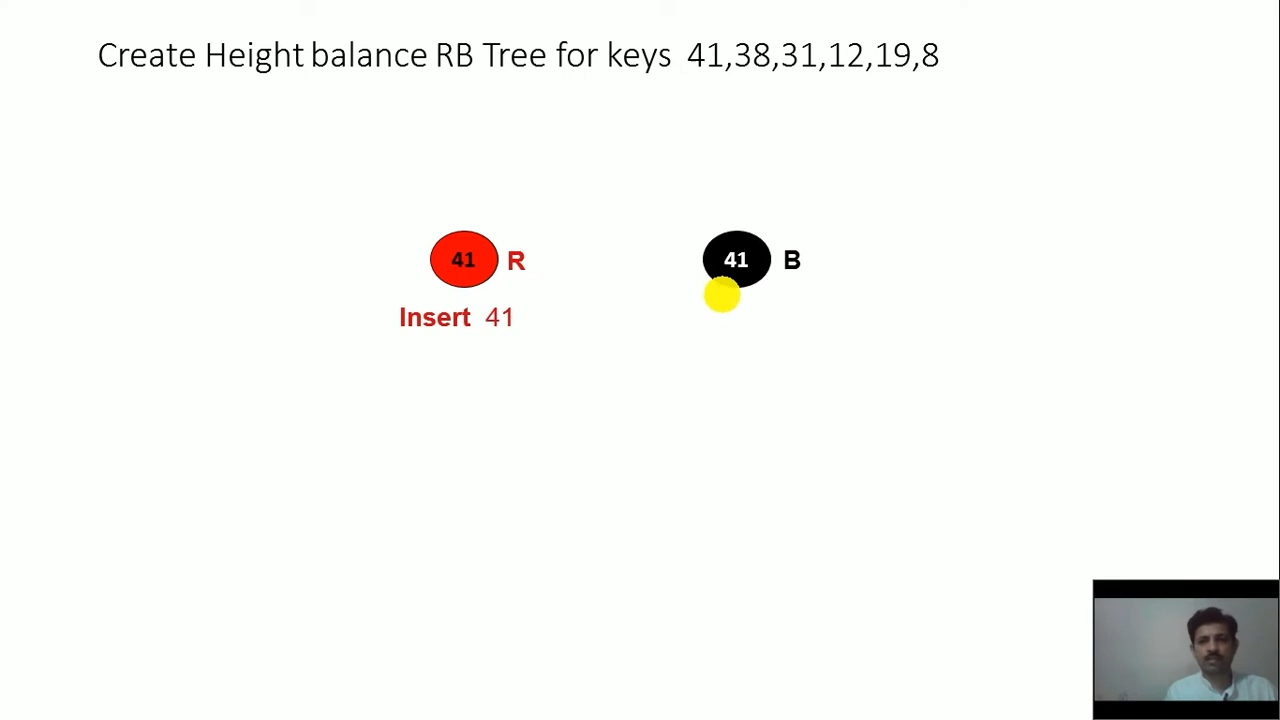 Create Height balance RB Tree for keys 41,38,31,12,19,8
41 R
41 B
Insert 41